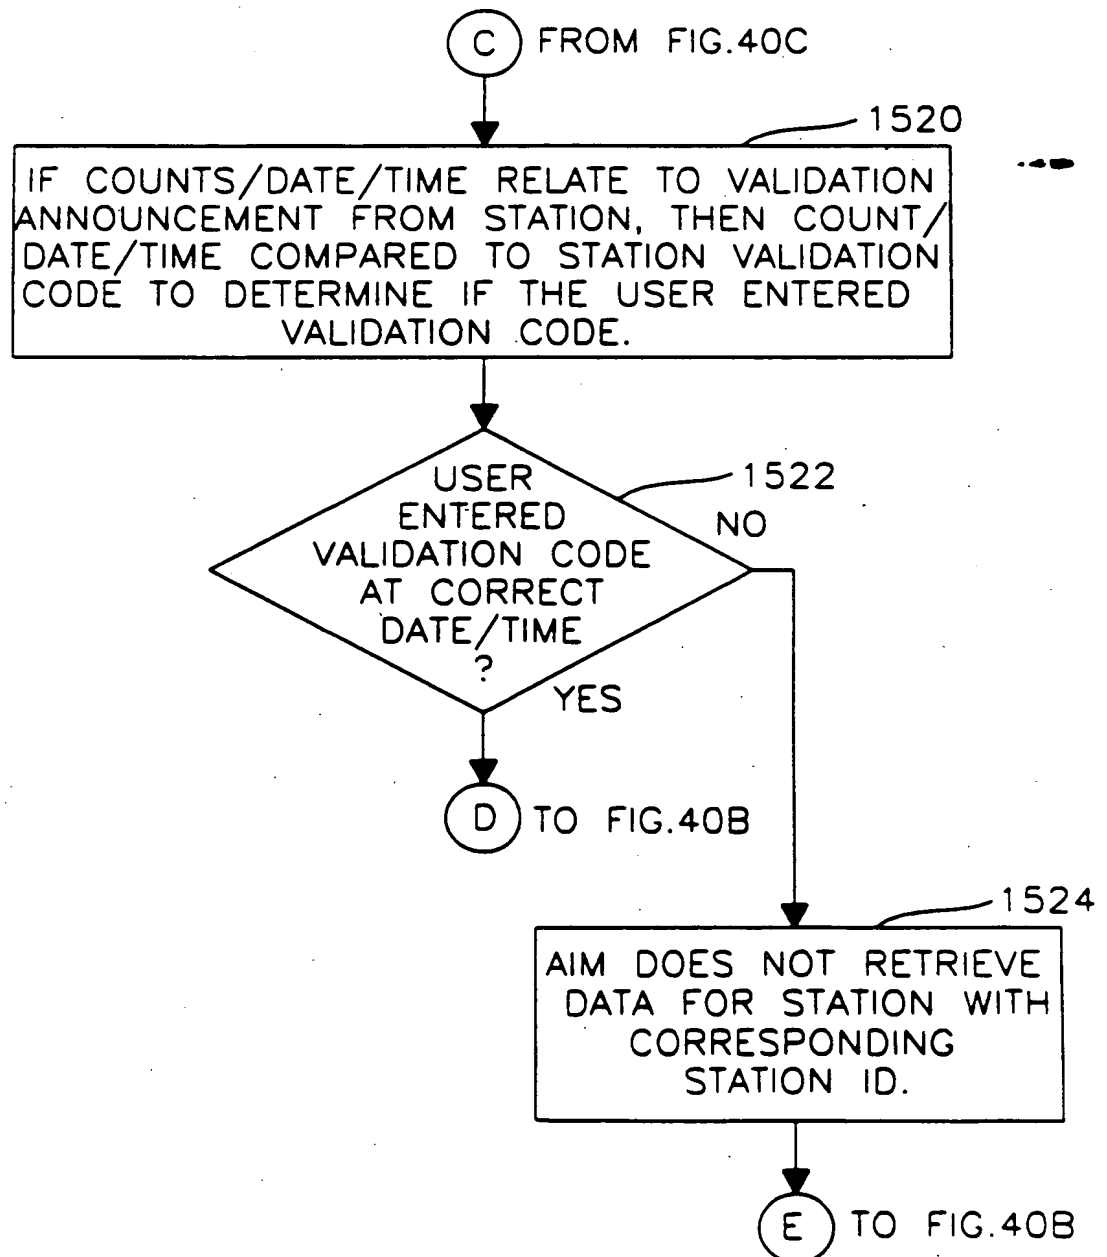 C FROM FIG.40C
1520
IF COUNTS/DATE/TIME RELATE TO VALIDATION
ANNOUNCEMENT FROM STATION, THEN COUNT/
DATE/TIME COMPARED TO STATION VALIDATION
CODE TO DETERMINE IF THE USER ENTERED
VALIDATION CODE.
1522
USER
ENTERED
VALIDATION CODE
AT CORRECT
DATE/TIME
?
NO
YES
D TO FIG.40B
1524
AIM DOES NOT RETRIEVE
DATA FOR STATION WITH
CORRESPONDING
STATION ID.
E TO FIG.40B